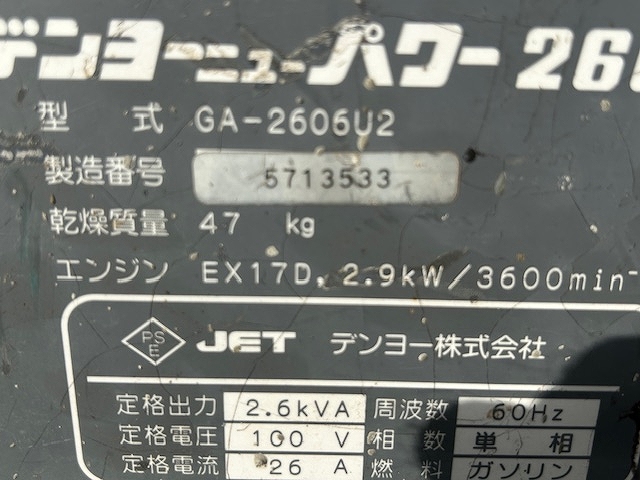 デンヨーニューパワー 26
型 式 GA-2606U2
製造番号 5713533
乾燥質量 47 kg
エンジン EX17D, 2.9kW/3600min⁻
PSE JET デンヨー株式会社
定格出力 2.6kVA 周波数 60Hz
定格電圧 100 V 相 数 単 相
定格電流 26 A 燃 料 ガソリン